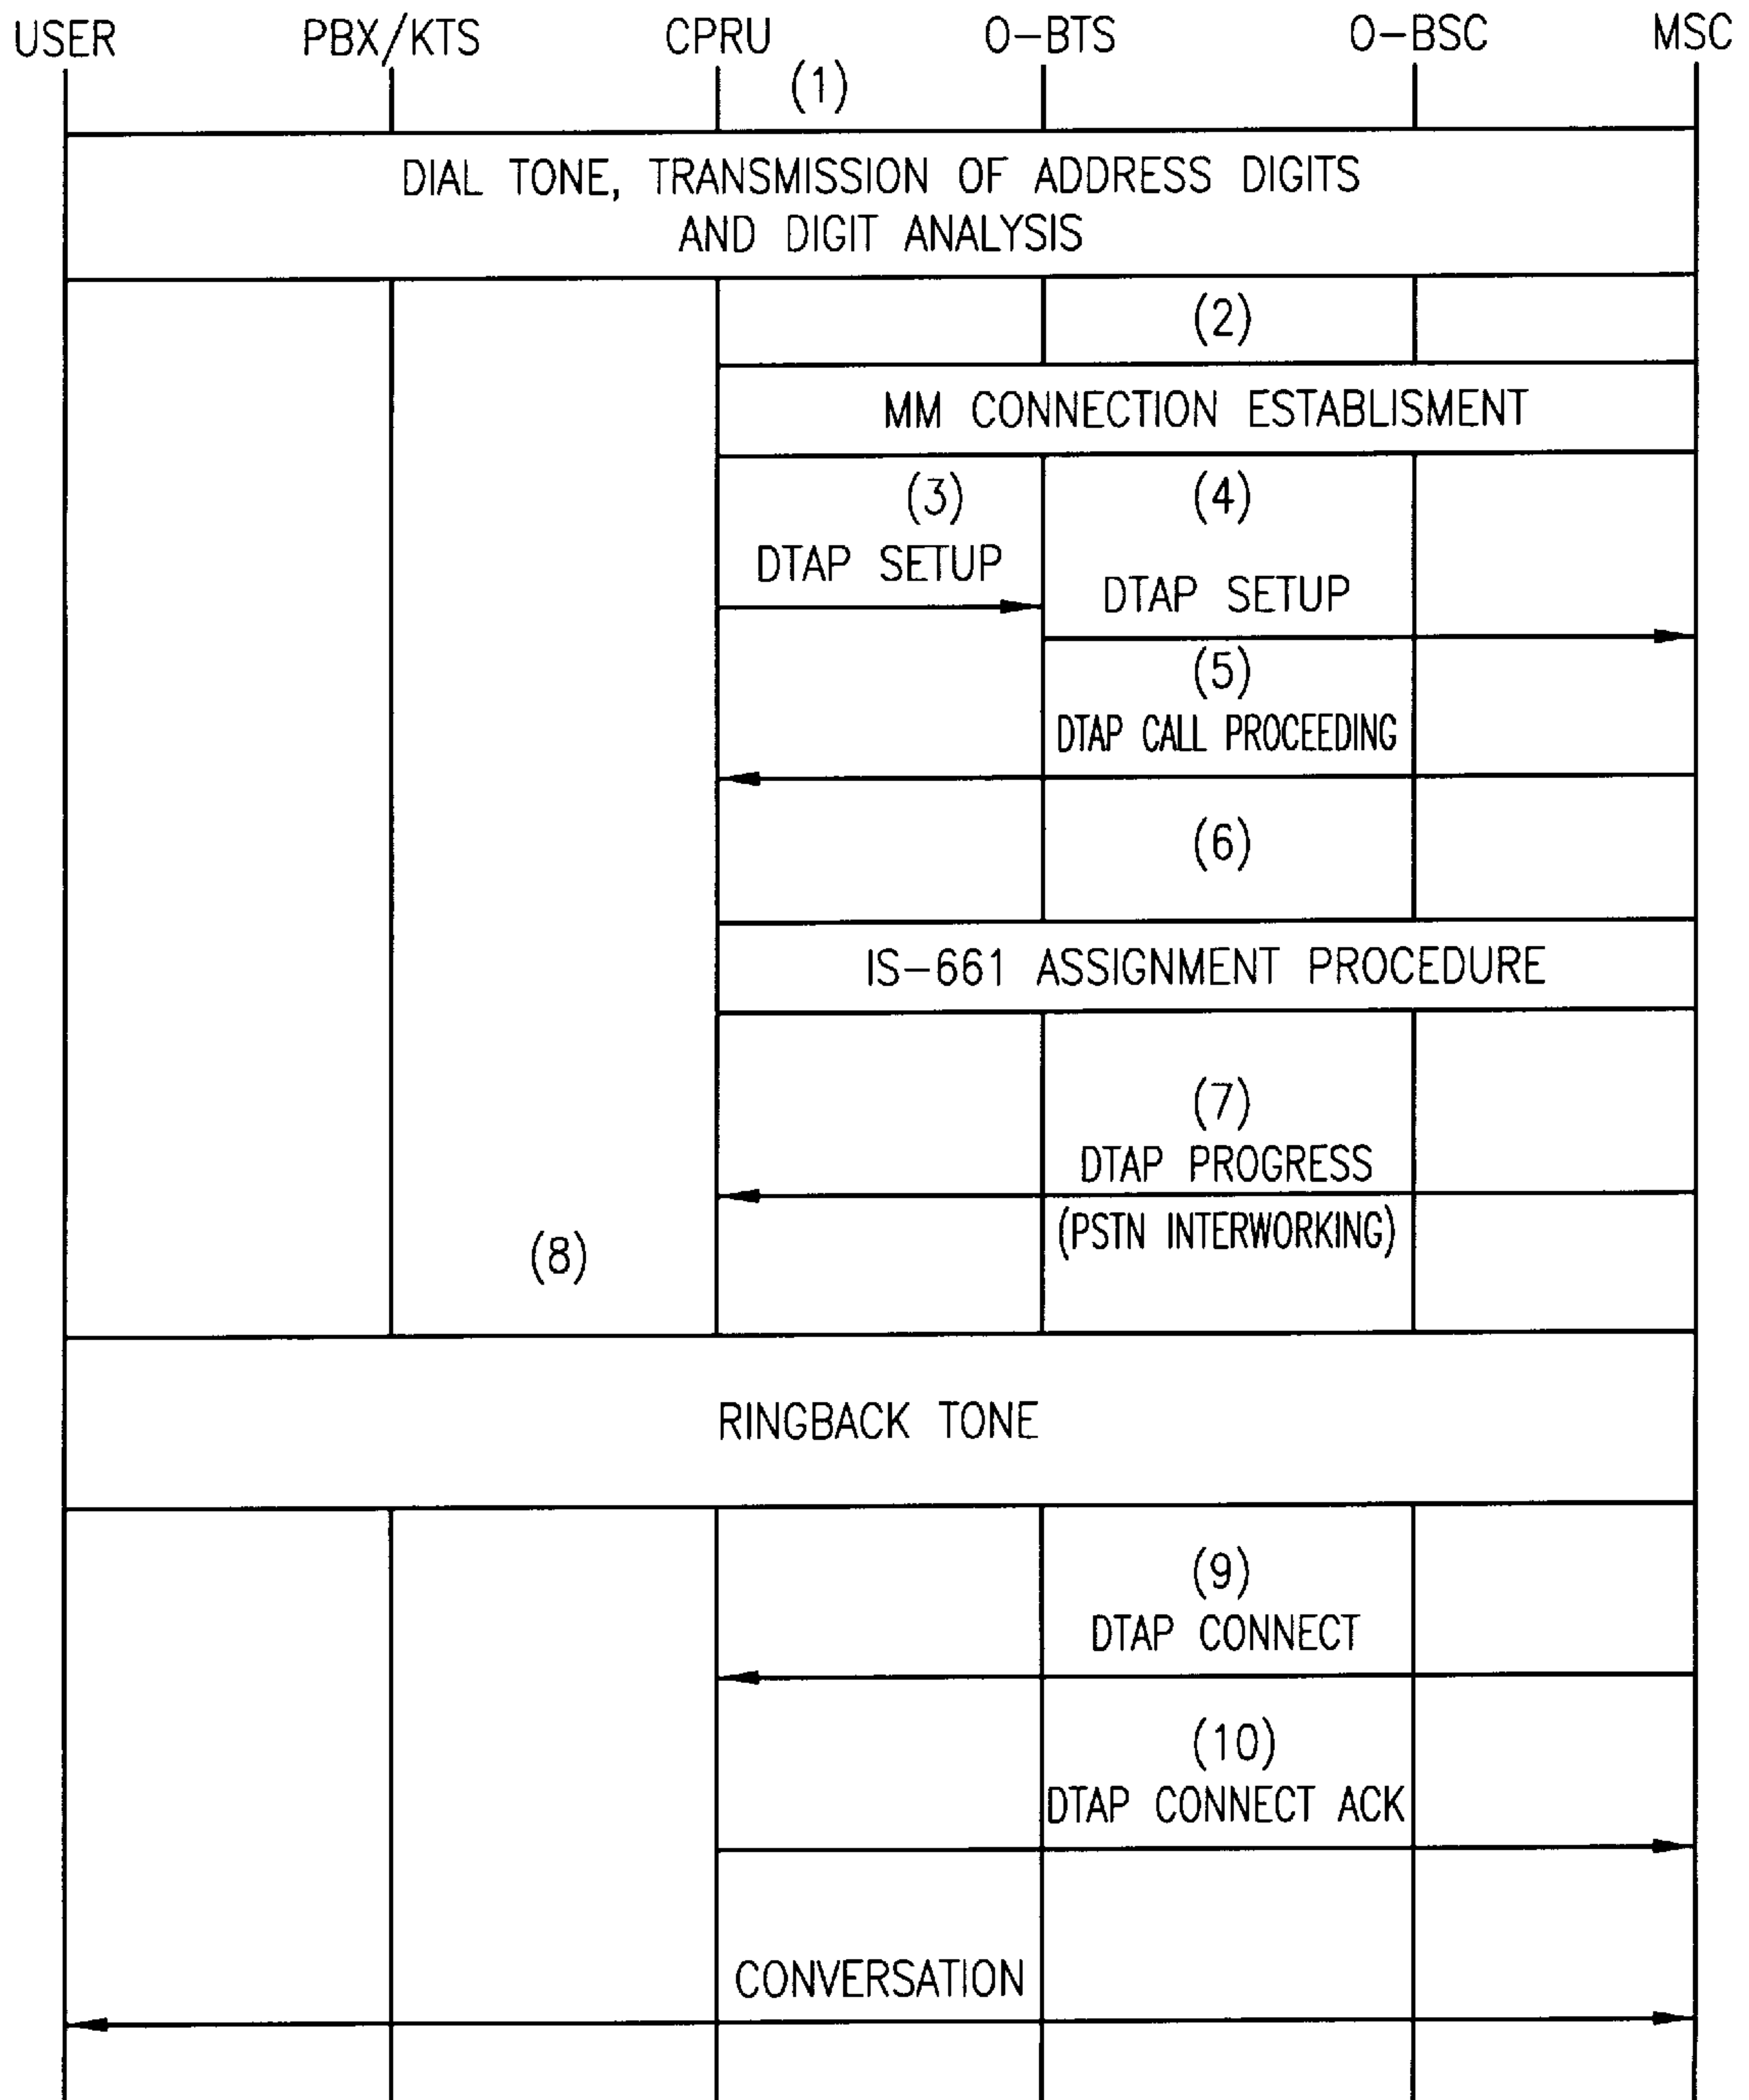 USER PBX/KTS CPRU O-BTS O-BSC MSC
(1)
DIAL TONE, TRANSMISSION OF ADDRESS DIGITS
AND DIGIT ANALYSIS
(2)
MM CONNECTION ESTABLISMENT
(3) (4)
DTAP SETUP
DTAP SETUP
(5)
DTAP CALL PROCEEDING
(6)
IS-661 ASSIGNMENT PROCEDURE
(7)
DTAP PROGRESS
(PSTN INTERWORKING)
(8)
RINGBACK TONE
(9)
DTAP CONNECT
(10)
DTAP CONNECT ACK
CONVERSATION